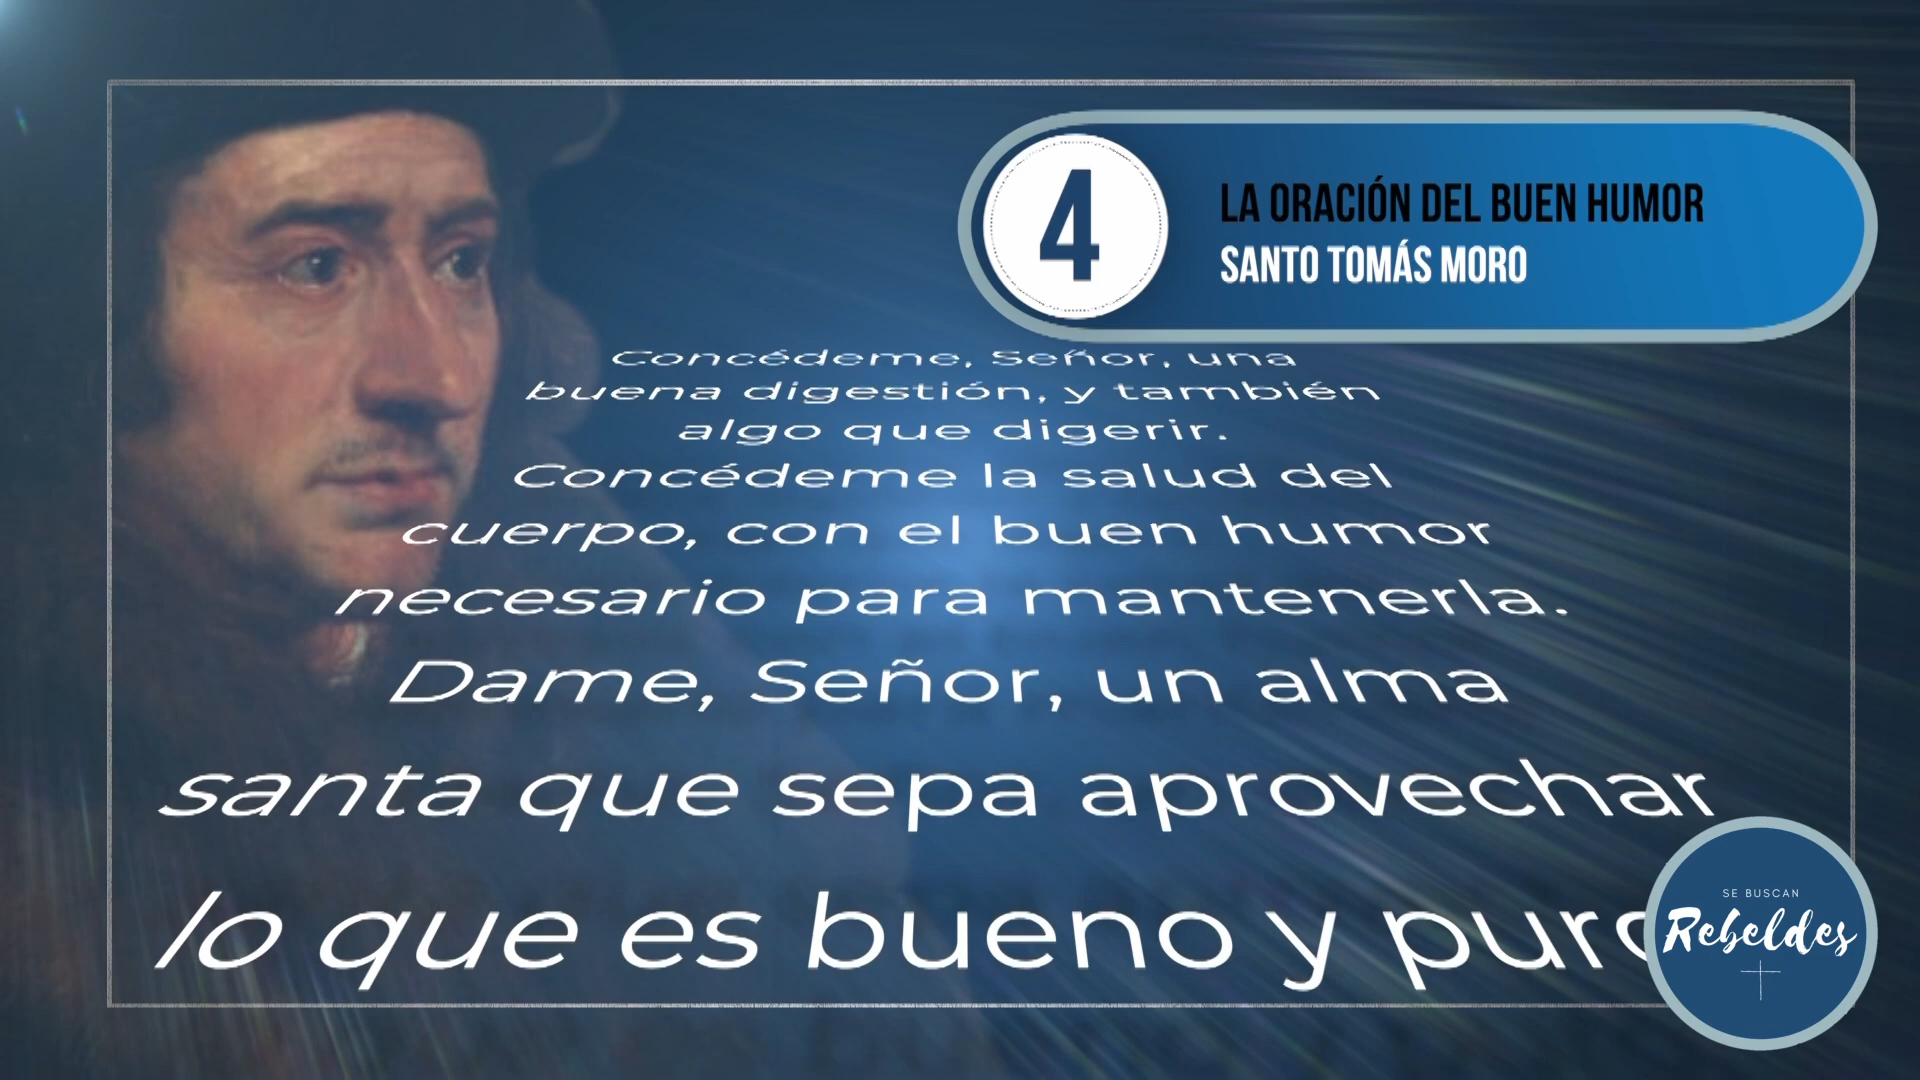 4
LA ORACIÓN DEL BUEN HUMOR
SANTO TOMÁS MORO
Concédeme, Señor, una
buena digestión, y también
algo que digerir.
Concédeme la salud del
cuerpo, con el buen humor
necesario para mantenerla.
Dame, Señor, un alma
santa que sepa aprovechar
lo que es bueno y puro
SE BUSCAN
Rebeldes